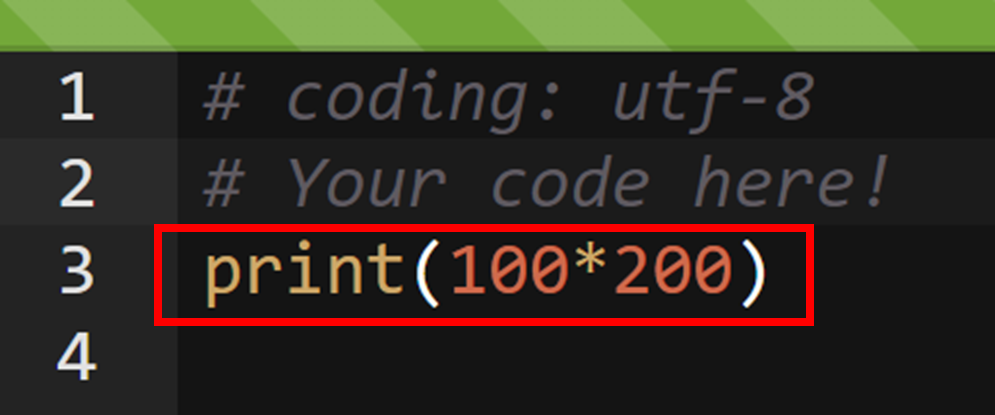 1 # coding: utf-8
2 # Your code here!
3 print(100*200)
4